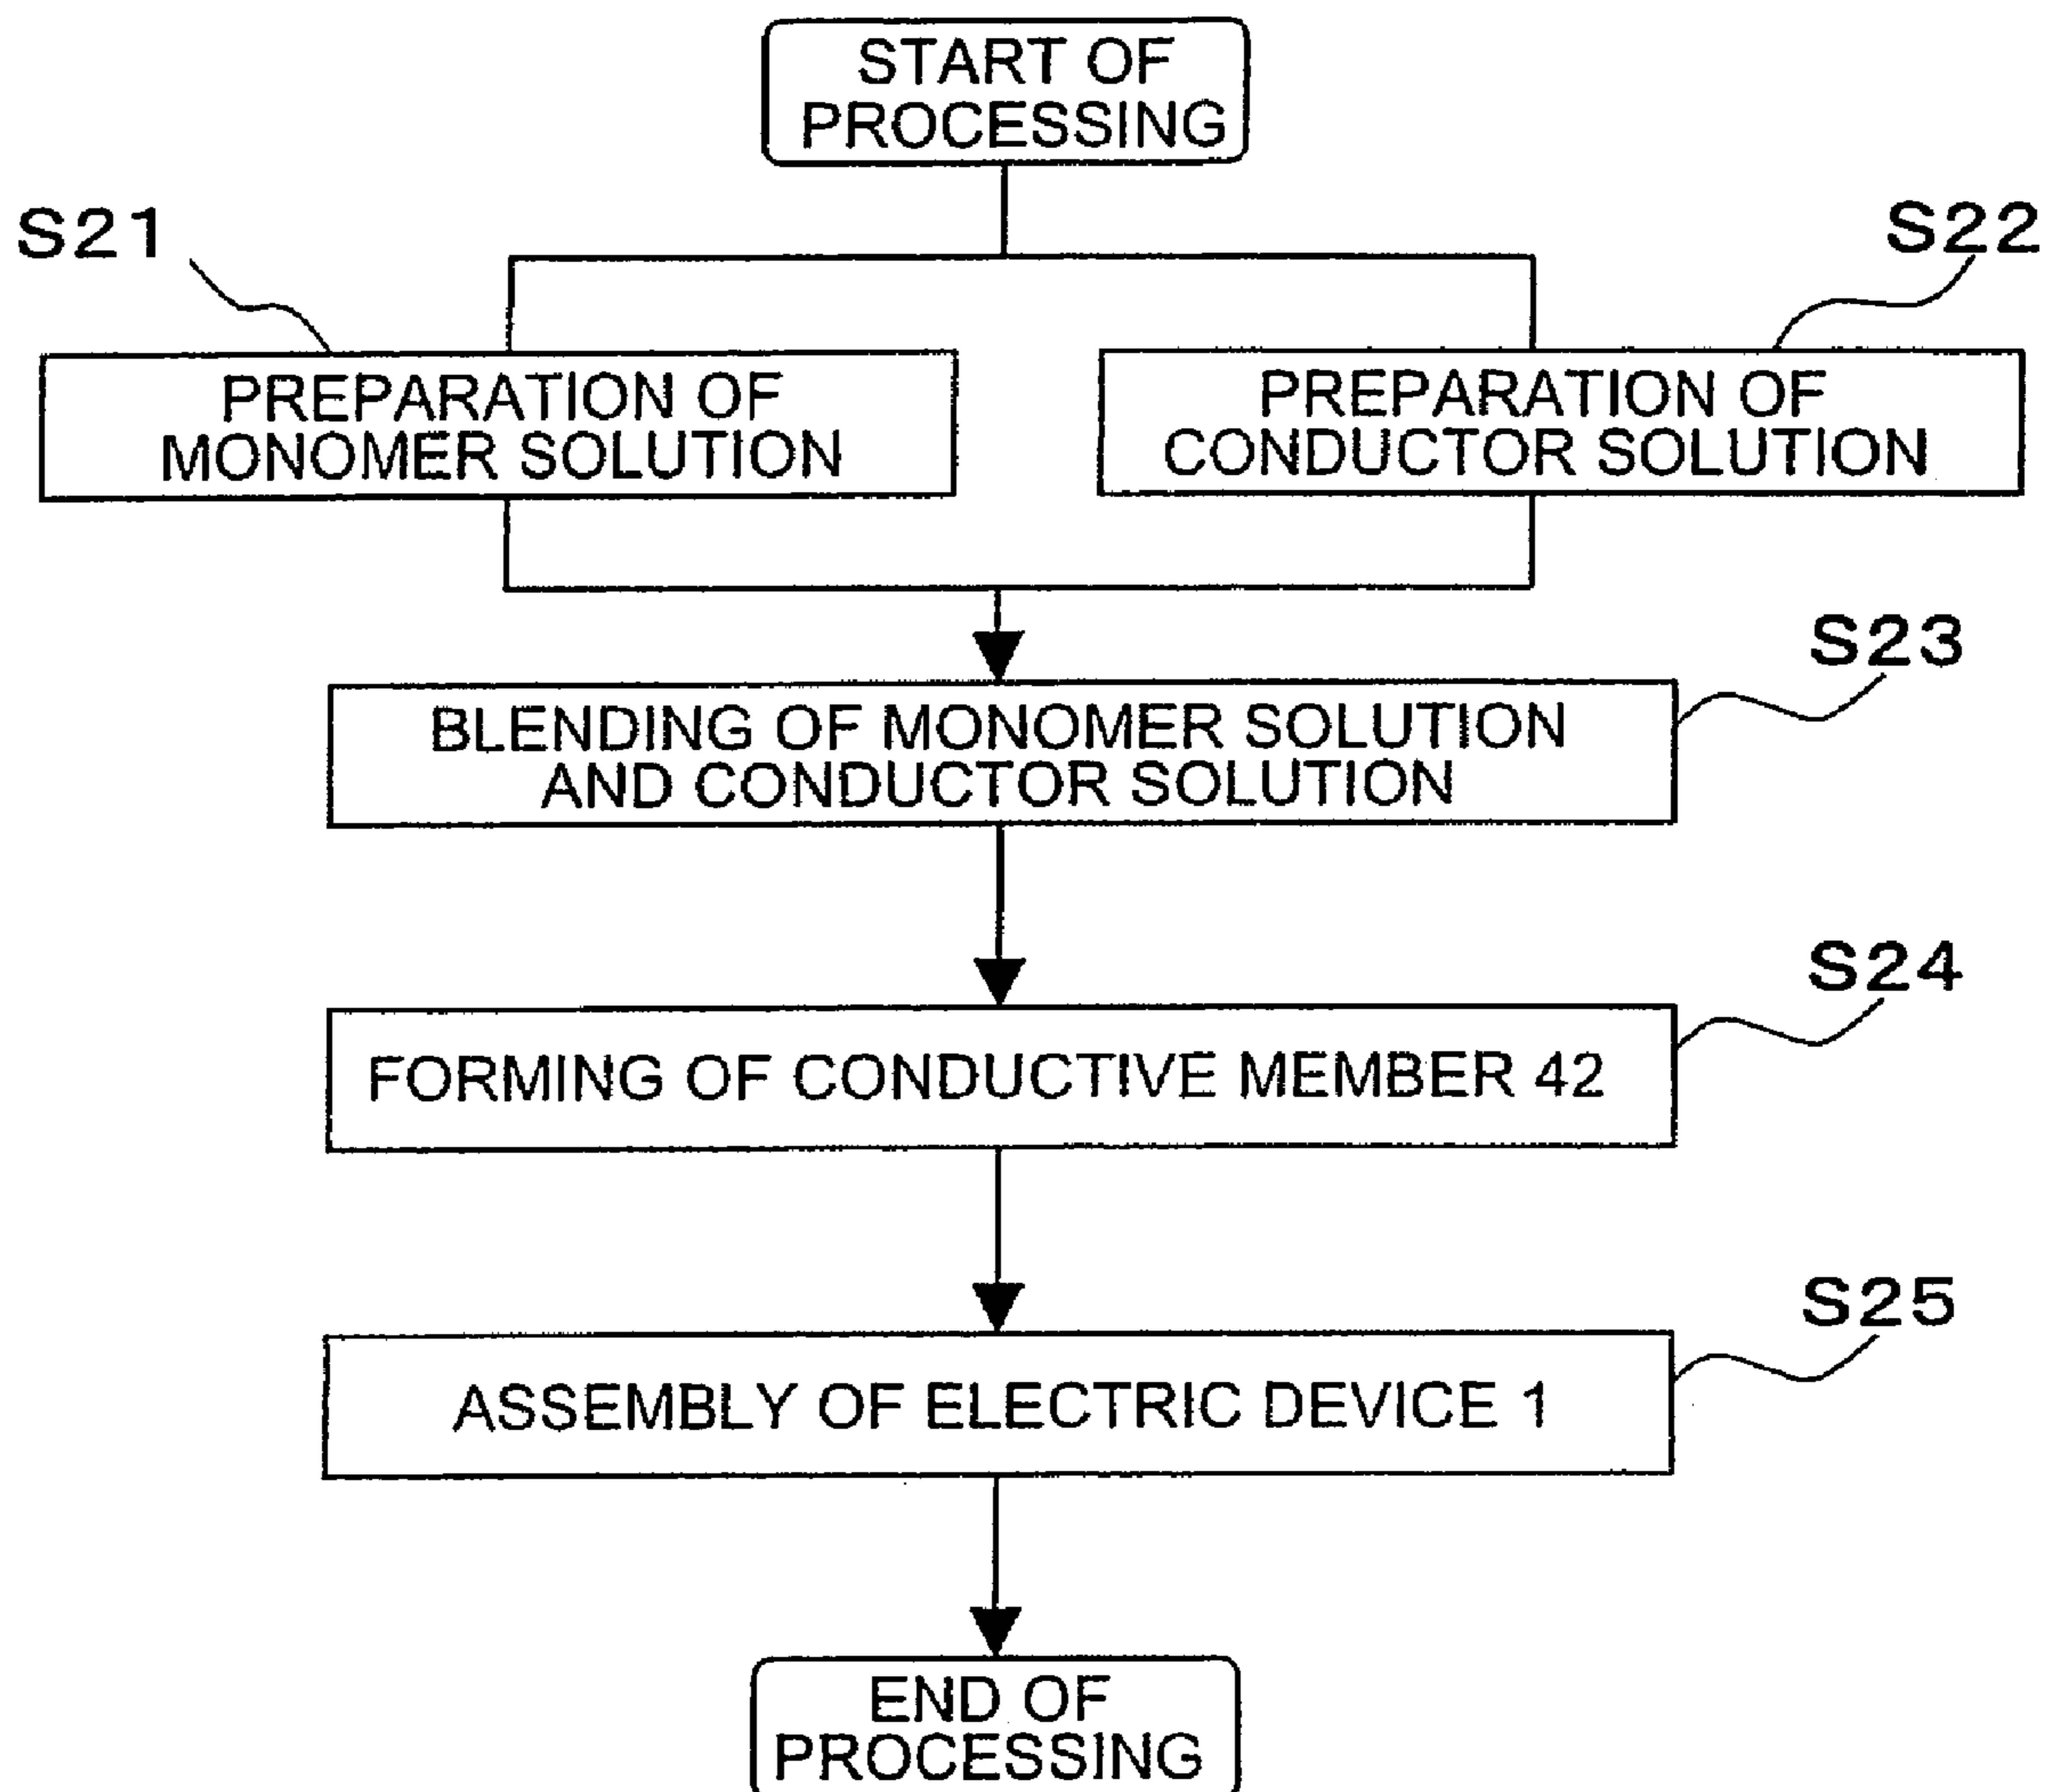 START OF
PROCESSING
S21
S22
PREPARATION OF
MONOMER SOLUTION
PREPARATION OF
CONDUCTOR SOLUTION
S23
BLENDING OF MONOMER SOLUTION
AND CONDUCTOR SOLUTION
S24
FORMING OF CONDUCTIVE MEMBER 42
S25
ASSEMBLY OF ELECTRIC DEVICE 1
END OF
PROCESSING